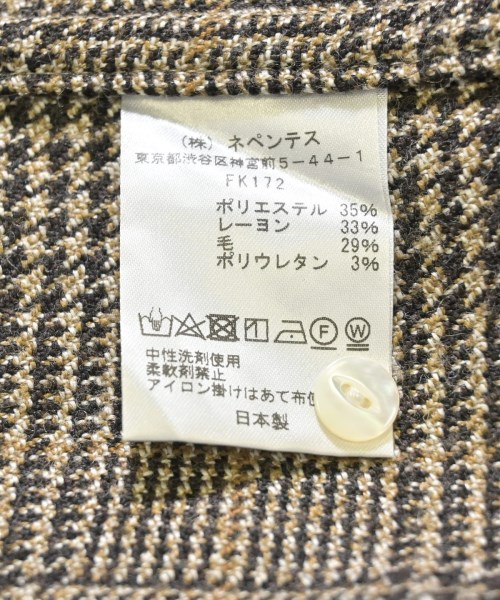 (株) ネペンテス
東京都渋谷区神宮前5-44-1
FK172
ポリエステル 35%
レーヨン 33%
毛 29%
ポリウレタン 3%
F W
中性洗剤使用
柔軟剤禁止
アイロン掛けはあて布使
日本製